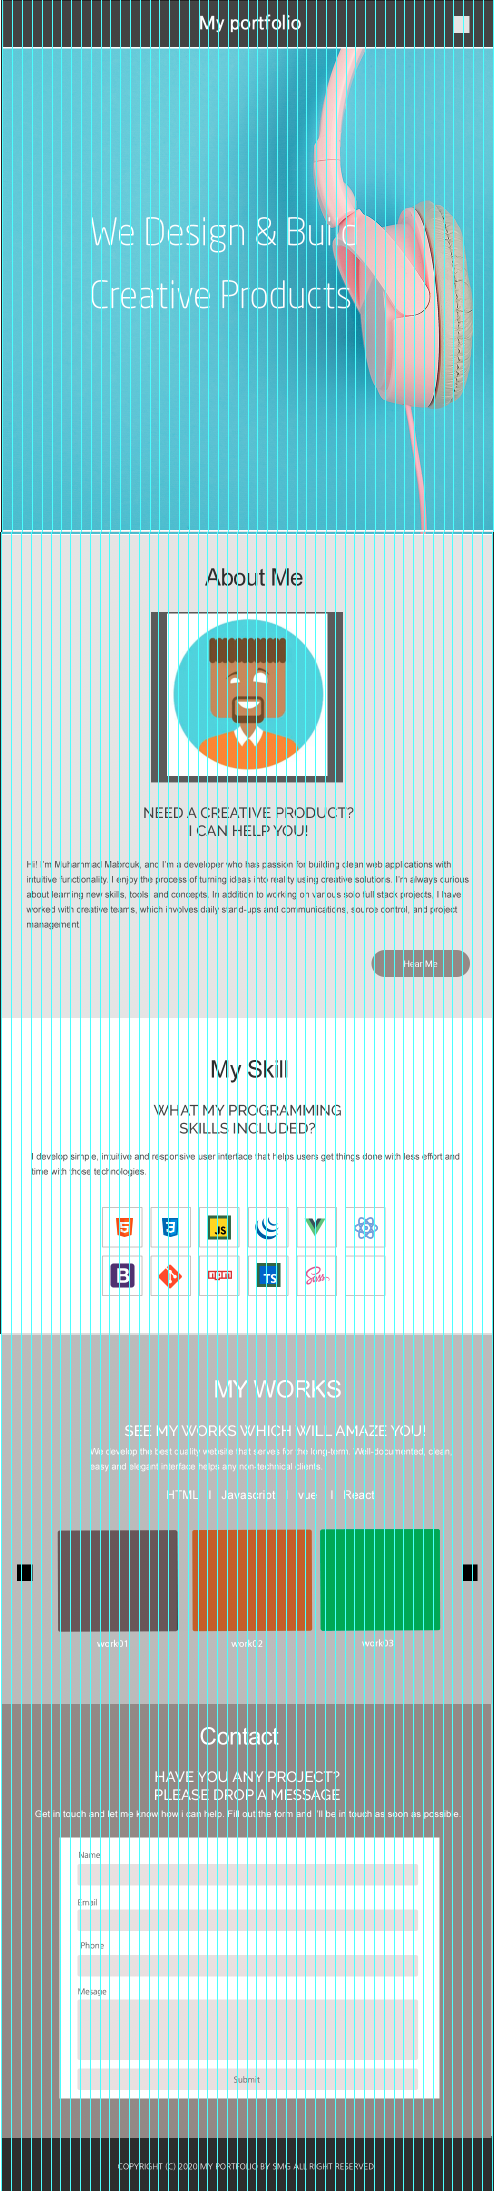 My portfolio
We Design & Build
Creative Products
About Me
NEED A CREATIVE PRODUCT?
I CAN HELP YOU!
Hi! I'm Muhammad Mabrouk, and I'm a developer who has passion for building clean web applications with
intuitive functionality. I enjoy the process of turning ideas into reality using creative solutions. I'm always curious
about learning new skills, tools and concepts. In addition to working on various solo full stack projects, I have
worked with creative teams, which involves daily stand-ups and communications, source control, and project
management
Hear Me
My Skill
WHAT MY PROGRAMMING
SKILLS INCLUDED?
I develop simple, intuitive and responsive user interface that helps users get things done with less effort and
time with those technologies.
5 3 JS
B npm TS Sass
MY WORKS
SEE MY WORKS WHICH WILL AMAZE YOU!
We develop the best quality website that serves for the long-term. Well-documented, clean,
easy and elegant interface helps any non-technical clients.
HTML | Javascript | vue | React
work01 work02 work03
Contact
HAVE YOU ANY PROJECT?
PLEASE DROP A MESSAGE
Get in touch and let me know how i can help. Fill out the form and i'll be in touch as soon as possible.
Name
Email
Phone
Mesage
Submit
COPYRIGHT (C) 2020 MY PORTFOLIO BY SMG ALL RIGHT RESERVED